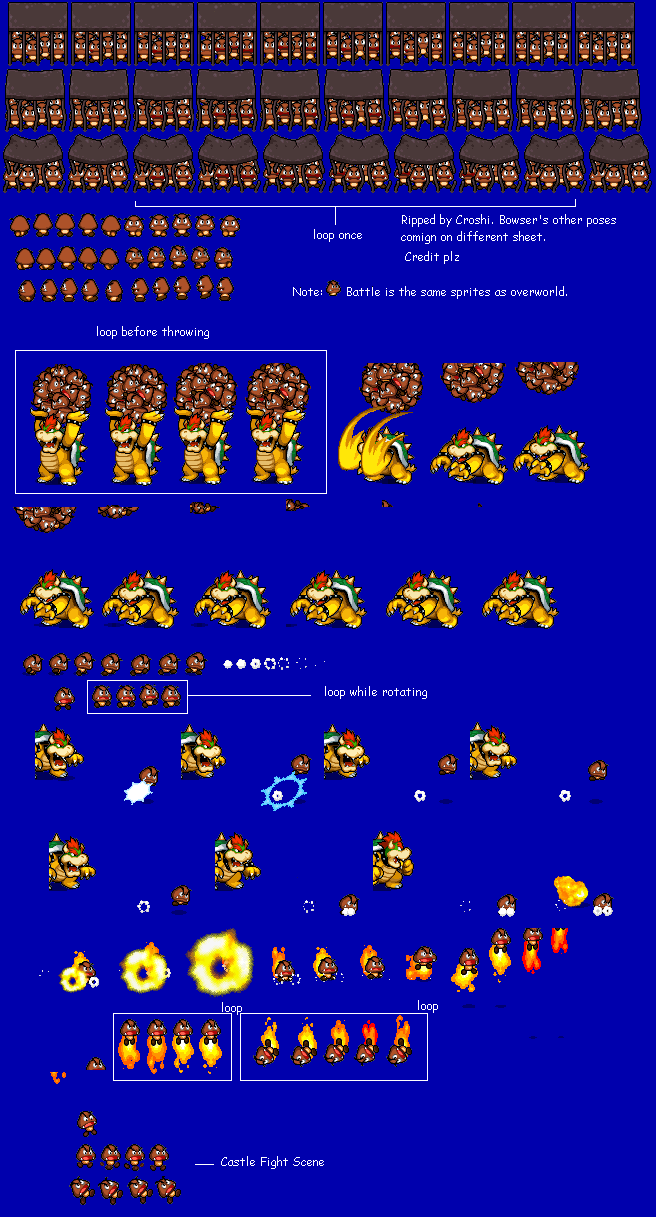 Ripped by Croshi. Bowser's other poses
comign on different sheet.
loop once
Credit plz
Note: Battle is the same sprites as overworld.
loop before throwing
loop while rotating
loop
loop
Castle Fight Scene